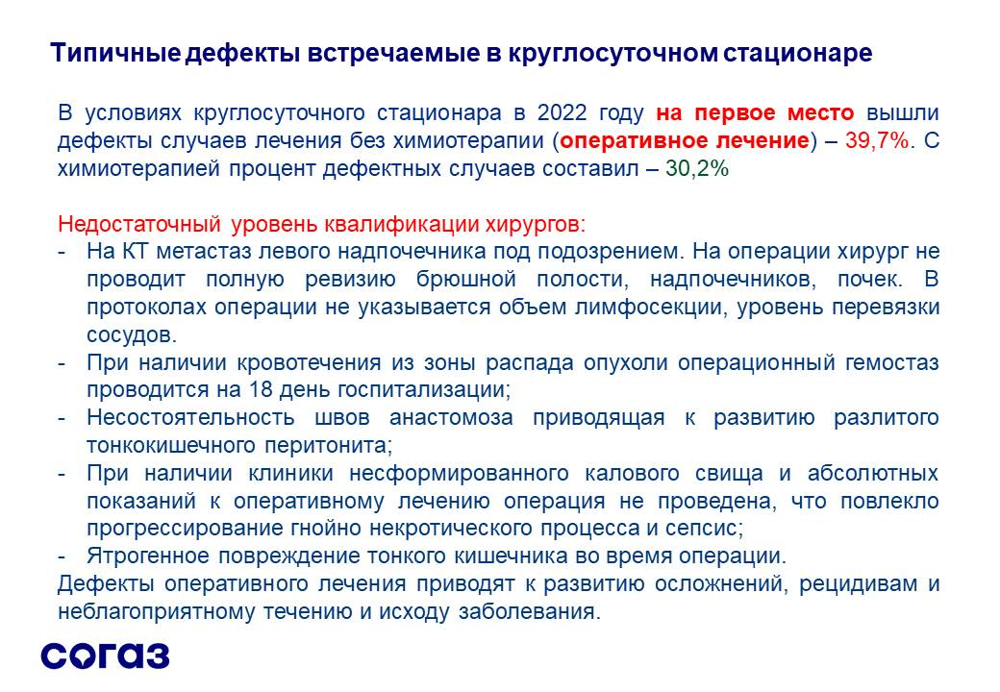 Типичные дефекты встречаемые в круглосуточном стационаре
В условиях круглосуточного стационара в 2022 году на первое место вышли
дефекты случаев лечения без химиотерапии (оперативное лечение) – 39,7%. С
химиотерапией процент дефектных случаев составил – 30,2%
Недостаточный уровень квалификации хирургов:
- На КТ метастаз левого надпочечника под подозрением. На операции хирург не
проводит полную ревизию брюшной полости, надпочечников, почек. В
протоколах операции не указывается объем лимфосекции, уровень перевязки
сосудов.
- При наличии кровотечения из зоны распада опухоли операционный гемостаз
проводится на 18 день госпитализации;
- Несостоятельность швов анастомоза приводящая к развитию разлитого
тонкокишечного перитонита;
- При наличии клиники несформированного калового свища и абсолютных
показаний к оперативному лечению операция не проведена, что повлекло
прогрессирование гнойно некротического процесса и сепсис;
- Ятрогенное повреждение тонкого кишечника во время операции.
Дефекты оперативного лечения приводят к развитию осложнений, рецидивам и
неблагоприятному течению и исходу заболевания.
согаз